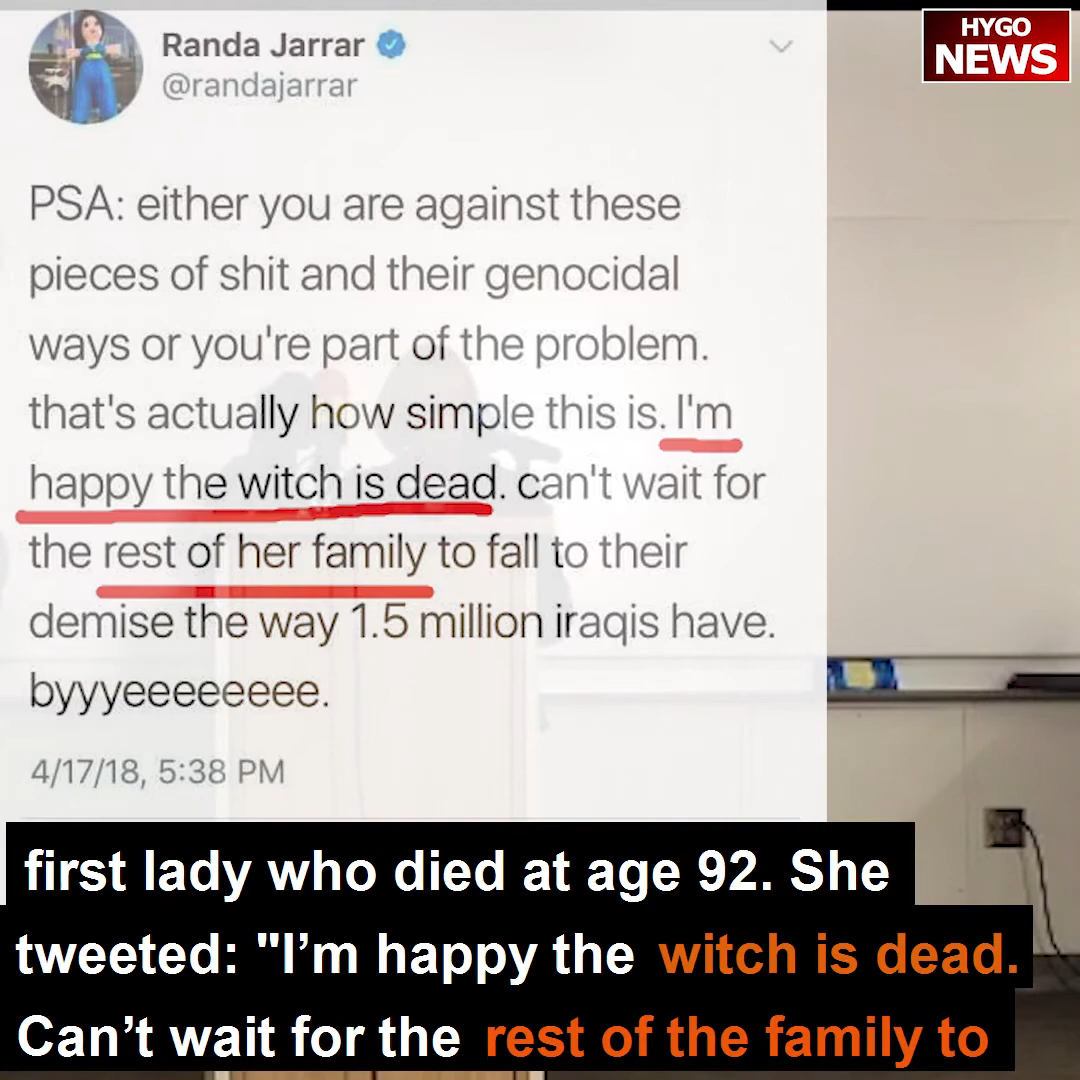 HYGO
NEWS
Randa Jarrar
@randajarrar
PSA: either you are against these
pieces of shit and their genocidal
ways or you're part of the problem.
that's actually how simple this is. I'm
happy the witch is dead. can't wait for
the rest of her family to fall to their
demise the way 1.5 million iraqis have.
byyyeeeeeeee.
4/17/18, 5:38 PM
first lady who died at age 92. She
tweeted: "I’m happy the witch is dead.
Can’t wait for the rest of the family to